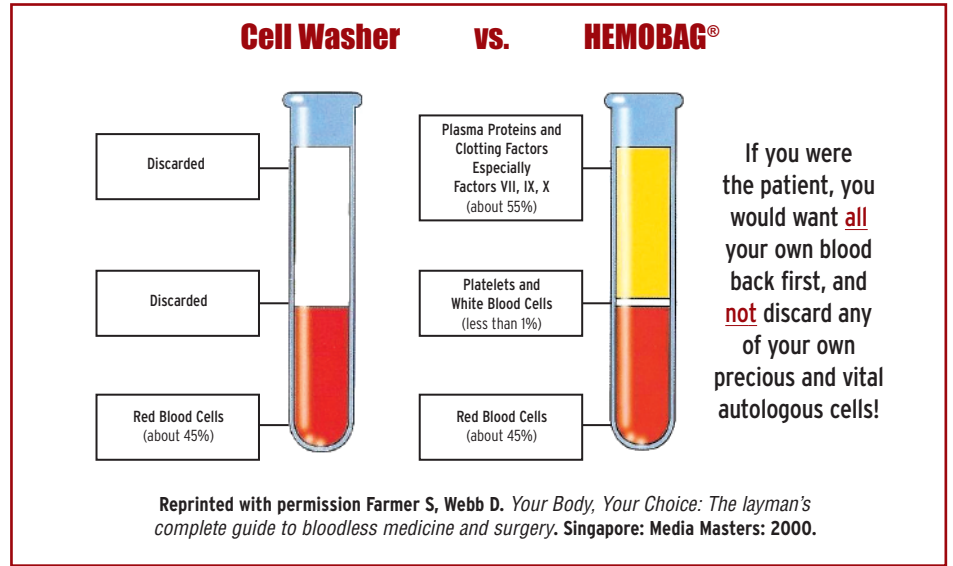 Cell Washer vs. HEMOBAG®
Discarded
Discarded
Red Blood Cells
(about 45%)
Plasma Proteins and
Clotting Factors
Especially
Factors VII, IX, X
(about 55%)
Platelets and
White Blood Cells
(less than 1%)
Red Blood Cells
(about 45%)
If you were
the patient, you
would want all
your own blood
back first, and
not discard any
of your own
precious and vital
autologous cells!
Reprinted with permission Farmer S, Webb D. Your Body, Your Choice: The layman's
complete guide to bloodless medicine and surgery. Singapore: Media Masters: 2000.